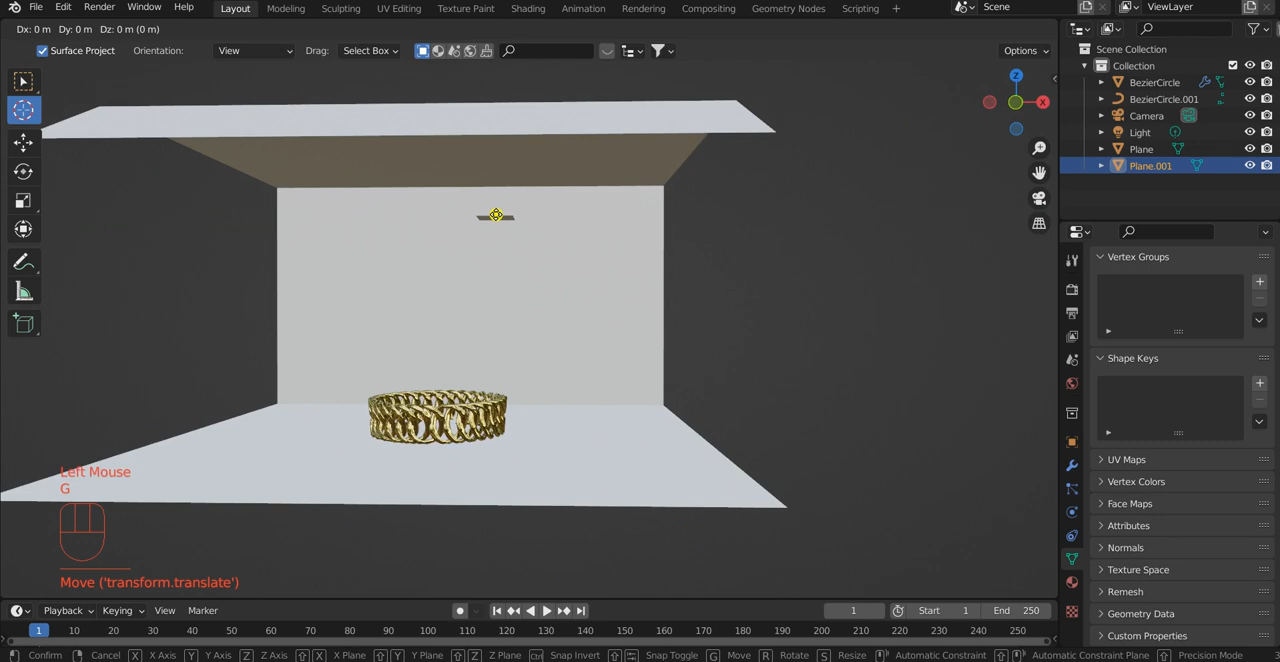 File Edit Render Window Help Layout Modeling Sculpting UV Editing Texture Paint Shading Animation Rendering Compositing Geometry Nodes Scripting + Scene ViewLayer
Dx: 0 m Dy: 0 m Dz: 0 m (0 m)
Surface Project Orientation: View Drag: Select Box Options
Scene Collection
Collection
BezierCircle
BezierCircle.001
Camera
Light
Plane
Plane.001
Z
X
Vertex Groups
Shape Keys
UV Maps
Vertex Colors
Face Maps
Attributes
Normals
Texture Space
Remesh
Geometry Data
Custom Properties
Left Mouse
G
Move ('transform.translate')
Playback Keying View Marker 1 Start 1 End 250
1 10 20 30 40 50 60 70 80 90 100 110 120 130 140 150 160 170 180 190 200 210 220 230 240 250
Confirm Cancel X X Axis Y Y Axis Z Z Axis X X Plane Y Y Plane Z Z Plane Ctrl Snap Invert Snap Toggle G Move R Rotate S Resize Automatic Constraint Automatic Constraint Plane Precision Mode